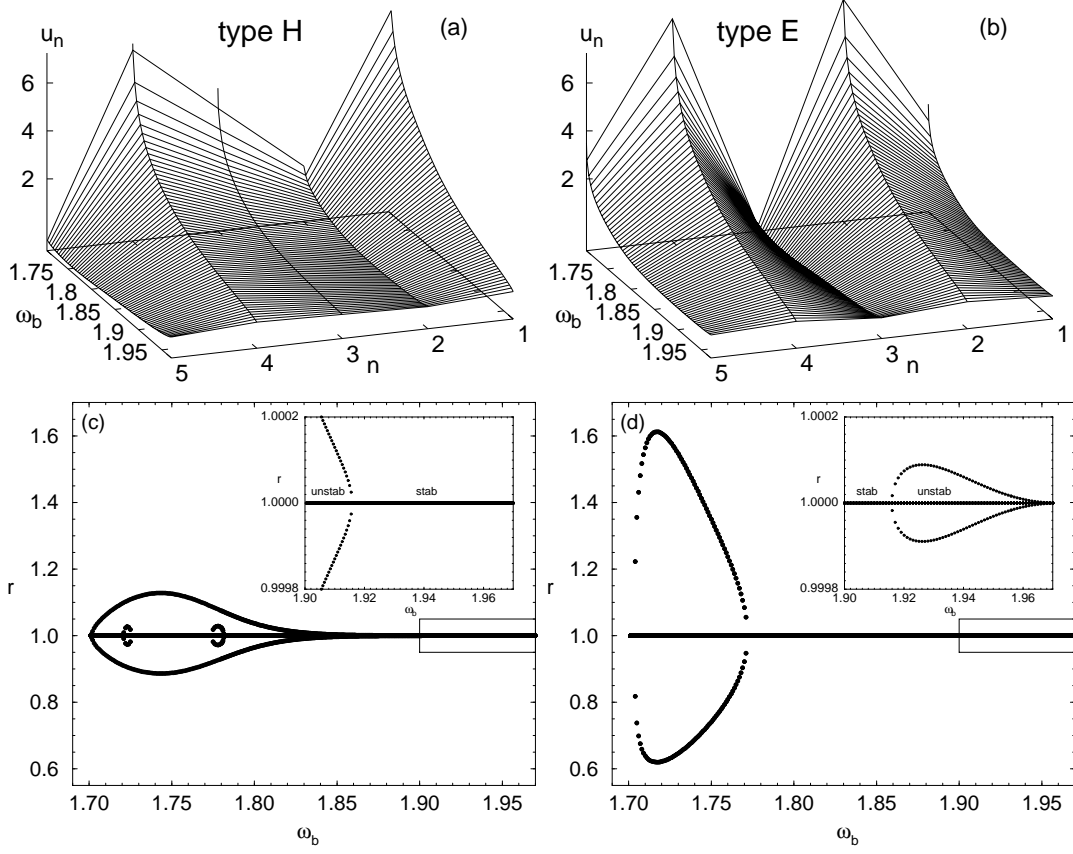 u_n type H (a)
6
4
2
1.75
1.8
1.85
1.9
1.95
ω_b
5 4 3 n 2 1
u_n type E (b)
6
4
2
1.75
1.8
1.85
1.9
1.95
ω_b
5 4 3 n 2 1
(c)
1.6
1.4
1.2
r
1.0
0.8
0.6
1.70 1.75 1.80 1.85 1.90 1.95
ω_b
1.0002
r
unstab stab
1.0000
0.9998
1.90 1.92 1.94 1.96
ω_b
(d)
1.6
1.4
1.2
r
1.0
0.8
0.6
1.70 1.75 1.80 1.85 1.90 1.95
ω_b
1.0002
r
stab unstab
1.0000
0.9998
1.90 1.92 1.94 1.96
ω_b